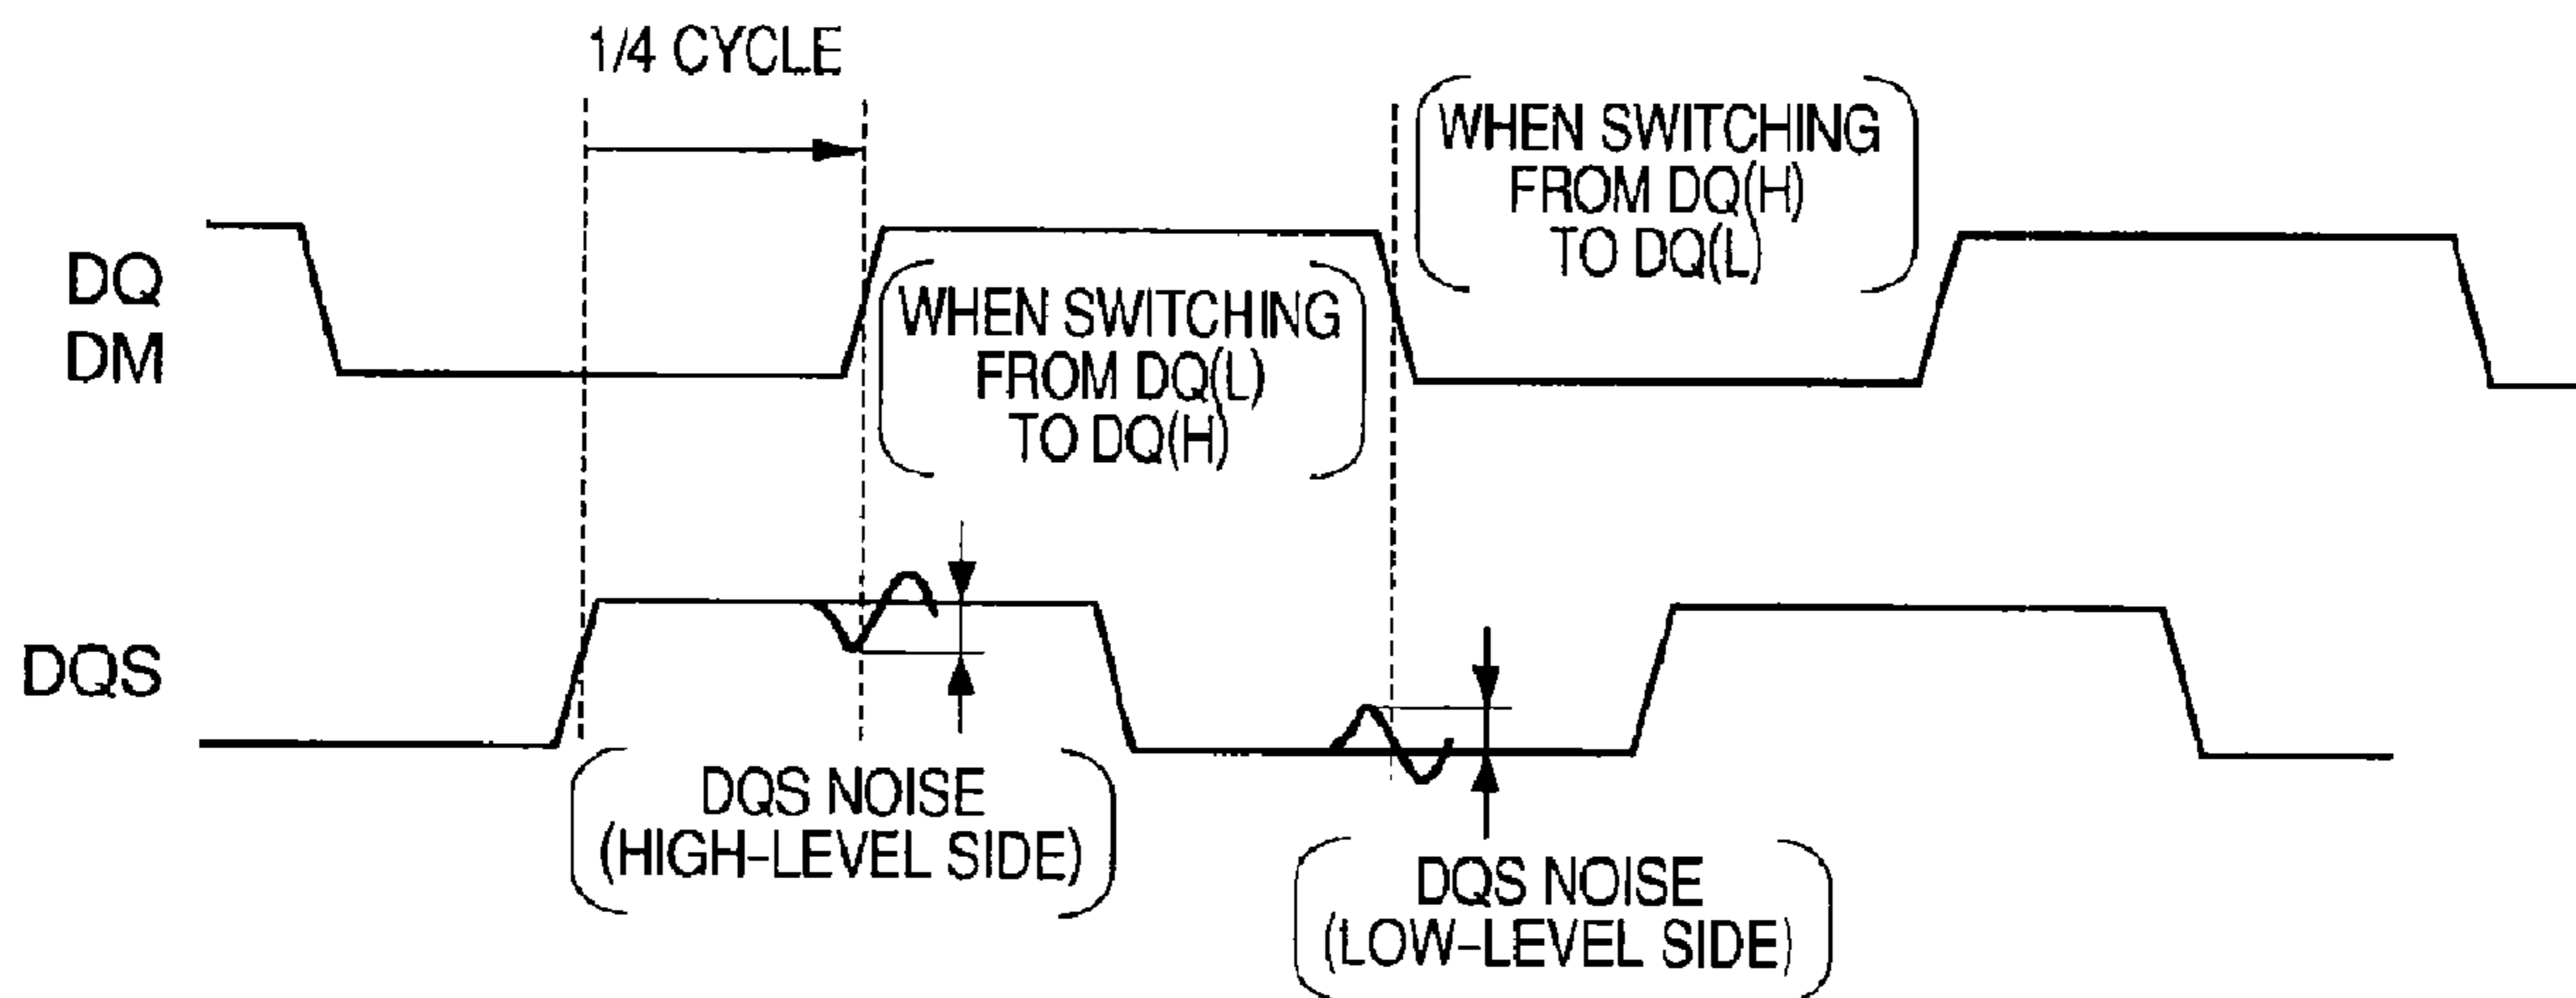 1/4 CYCLE
WHEN SWITCHING
FROM DQ(H)
TO DQ(L)
DQ
DM
WHEN SWITCHING
FROM DQ(L)
TO DQ(H)
DQS
DQS NOISE
(HIGH-LEVEL SIDE)
DQS NOISE
(LOW-LEVEL SIDE)